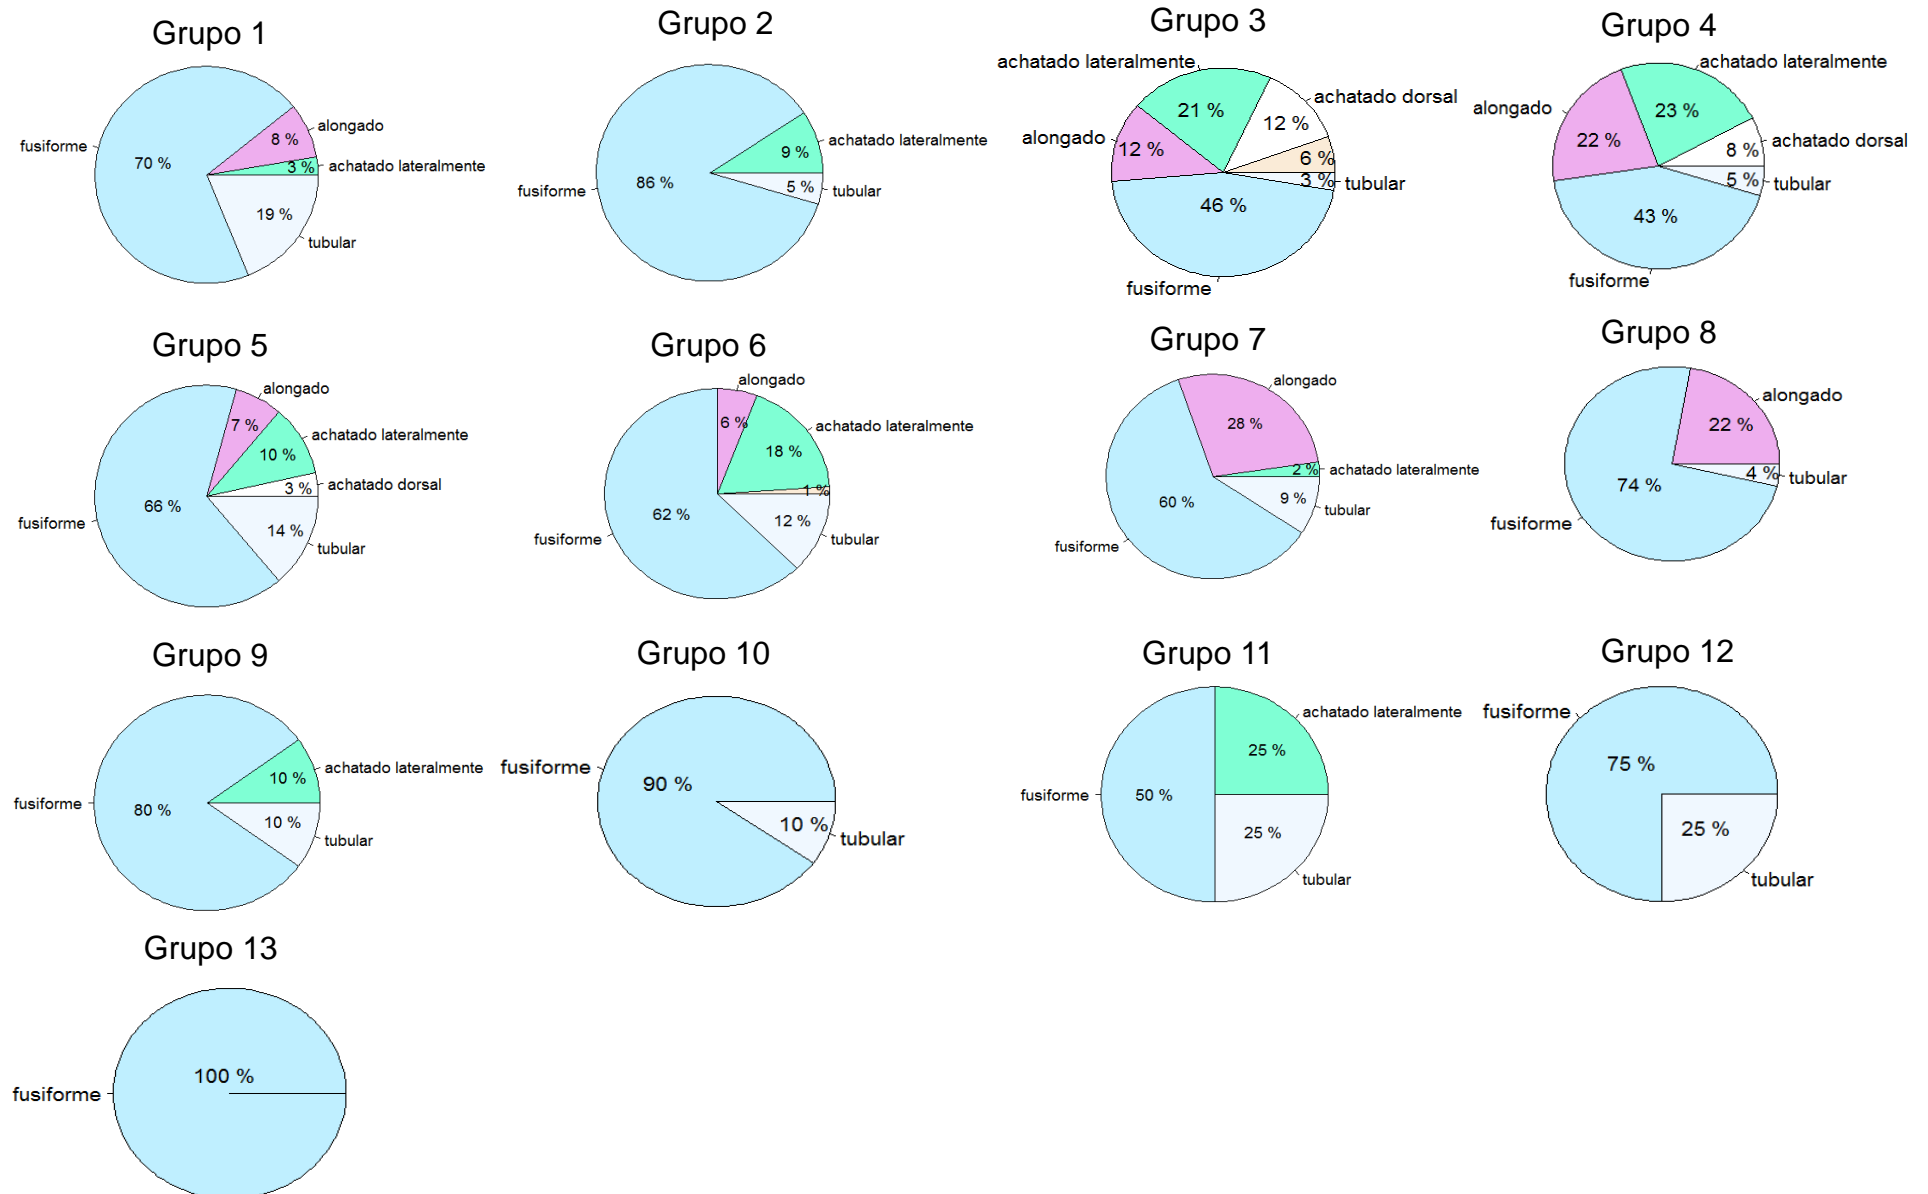 Grupo 1
fusiforme
70 %
alongado
8 %
3 %
achatado lateralmente
19 %
tubular
Grupo 2
fusiforme
86 %
9 %
achatado lateralmente
5 %
tubular
Grupo 3
achatado lateralmente
21 %
achatado dorsal
12 %
alongado
12 %
6 %
3 %
tubular
46 %
fusiforme
Grupo 4
achatado lateralmente
23 %
alongado
22 %
achatado dorsal
8 %
5 %
tubular
43 %
fusiforme
Grupo 5
alongado
7 %
achatado lateralmente
10 %
achatado dorsal
3 %
66 %
fusiforme
14 %
tubular
Grupo 6
alongado
6 %
achatado lateralmente
18 %
1 %
62 %
fusiforme
12 %
tubular
Grupo 7
alongado
28 %
achatado lateralmente
2 %
60 %
fusiforme
9 %
tubular
Grupo 8
alongado
22 %
4 %
tubular
74 %
fusiforme
Grupo 9
achatado lateralmente
10 %
fusiforme
80 %
10 %
tubular
Grupo 10
fusiforme
90 %
10 %
tubular
Grupo 11
achatado lateralmente
25 %
fusiforme
50 %
25 %
tubular
Grupo 12
fusiforme
75 %
25 %
tubular
Grupo 13
100 %
fusiforme